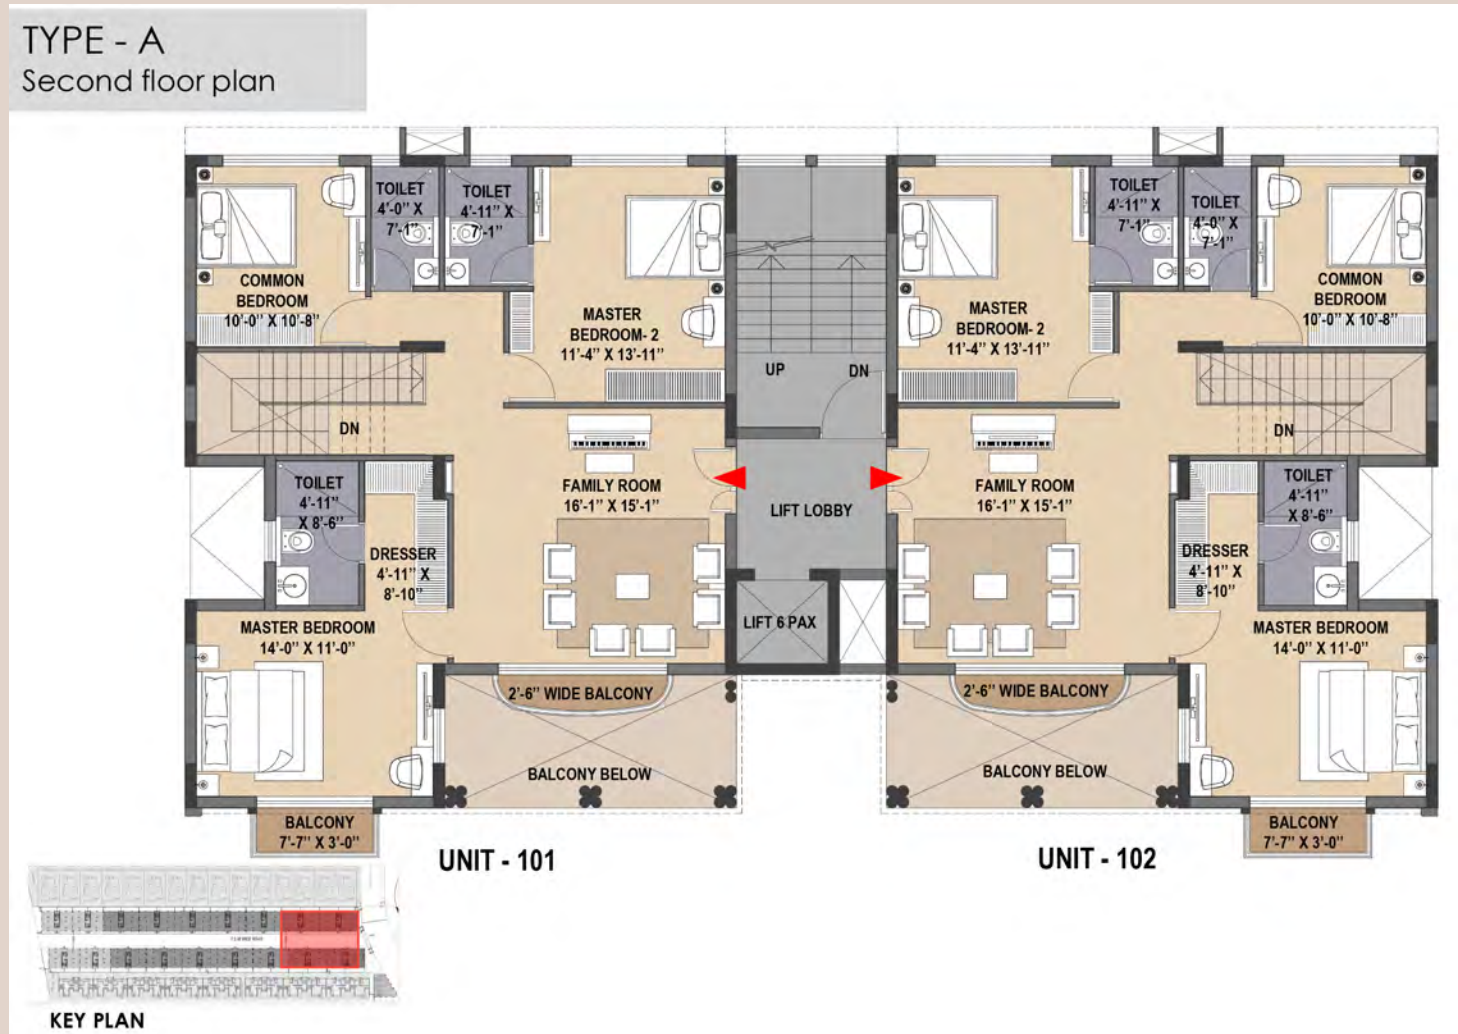 TYPE - A
Second floor plan
TOILET
4'-0" X
7'-1"
TOILET
4'-11" X
7'-1"
COMMON
BEDROOM
10'-0" X 10'-8"
MASTER
BEDROOM- 2
11'-4" X 13'-11"
UP
DN
MASTER
BEDROOM- 2
11'-4" X 13'-11"
TOILET
4'-11" X
7'-1"
TOILET
4'-0" X
7'-1"
COMMON
BEDROOM
10'-0" X 10'-8"
DN
DN
TOILET
4'-11"
X 8'-6"
DRESSER
4'-11" X
8'-10"
FAMILY ROOM
16'-1" X 15'-1"
LIFT LOBBY
FAMILY ROOM
16'-1" X 15'-1"
DRESSER
4'-11" X
8'-10"
TOILET
4'-11"
X 8'-6"
MASTER BEDROOM
14'-0" X 11'-0"
LIFT 6 PAX
MASTER BEDROOM
14'-0" X 11'-0"
2'-6" WIDE BALCONY
2'-6" WIDE BALCONY
BALCONY BELOW
BALCONY BELOW
BALCONY
7'-7" X 3'-0"
BALCONY
7'-7" X 3'-0"
UNIT - 101
UNIT - 102
KEY PLAN